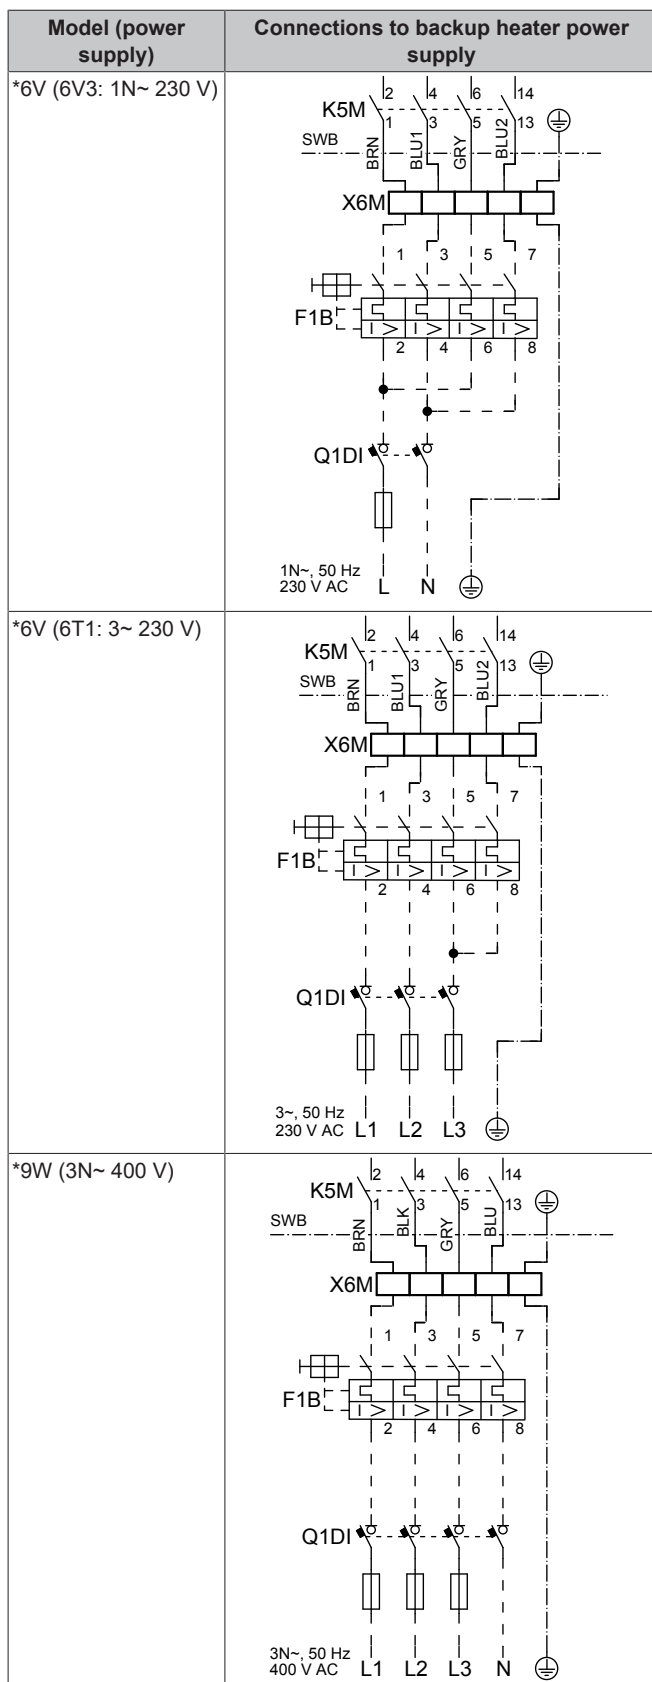 Model (power supply)
Connections to backup heater power supply
*6V (6V3: 1N~ 230 V)
2 4 6 14
K5M
1 3 5 13
SWB
BRN BLU1 GRY BLU2
X6M
1 3 5 7
F1B
I > I > I > I >
2 4 6 8
Q1DI
1N~, 50 Hz
230 V AC
L N
*6V (6T1: 3~ 230 V)
2 4 6 14
K5M
1 3 5 13
SWB
BRN BLU1 GRY BLU2
X6M
1 3 5 7
F1B
I > I > I > I >
2 4 6 8
Q1DI
3~, 50 Hz
230 V AC
L1 L2 L3
*9W (3N~ 400 V)
2 4 6 14
K5M
1 3 5 13
SWB
BRN BLK GRY BLU
X6M
1 3 5 7
F1B
I > I > I > I >
2 4 6 8
Q1DI
3N~, 50 Hz
400 V AC
L1 L2 L3 N